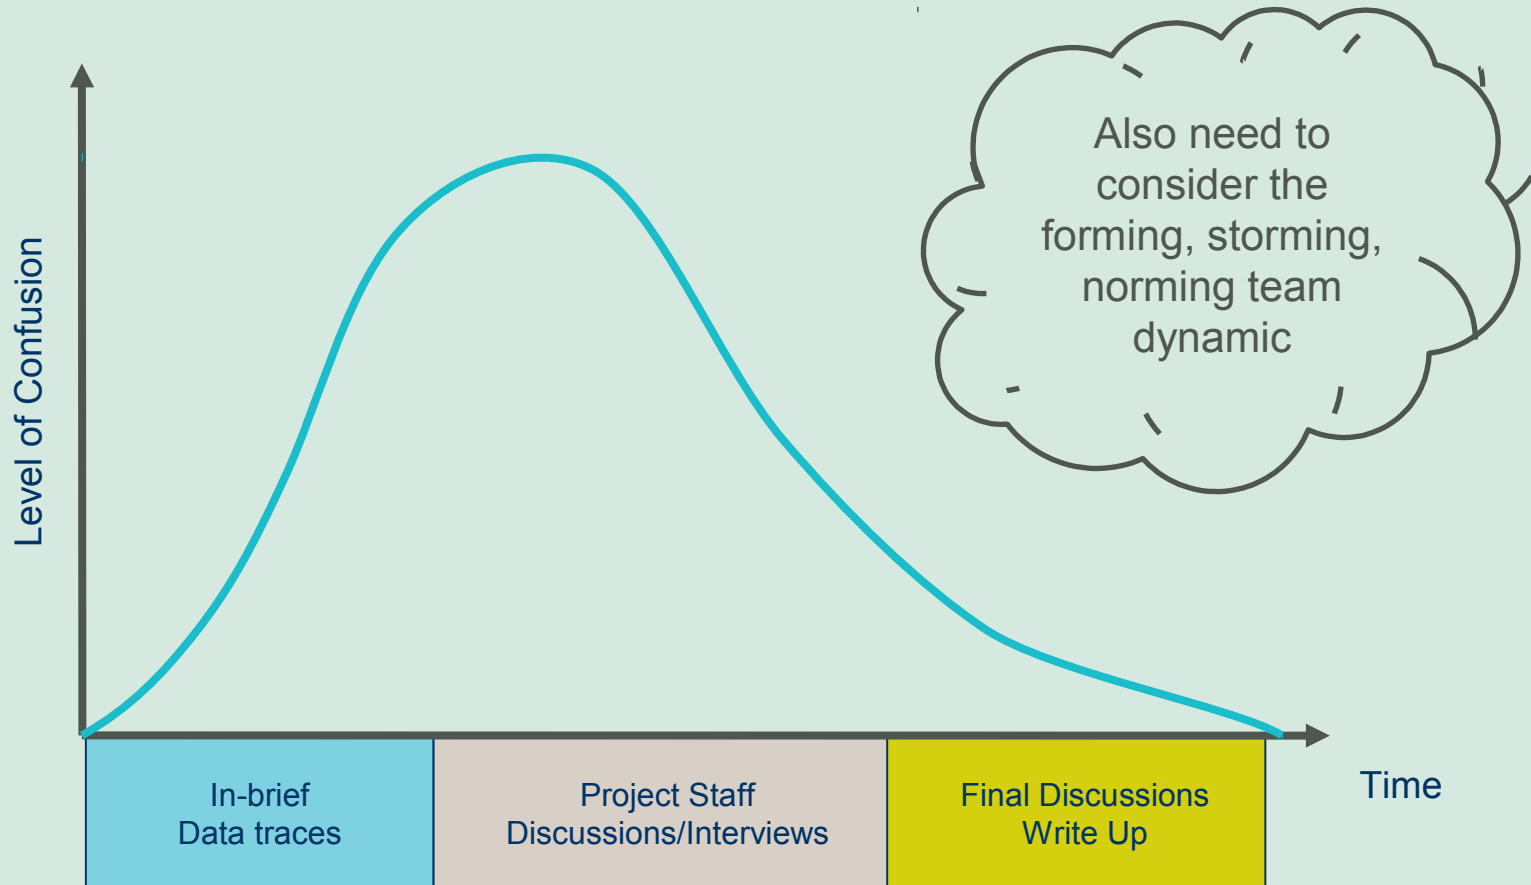 Also need to
consider the
forming, storming,
norming team
dynamic
Level of Confusion
In-brief
Data traces
Project Staff
Discussions/Interviews
Final Discussions
Write Up
Time